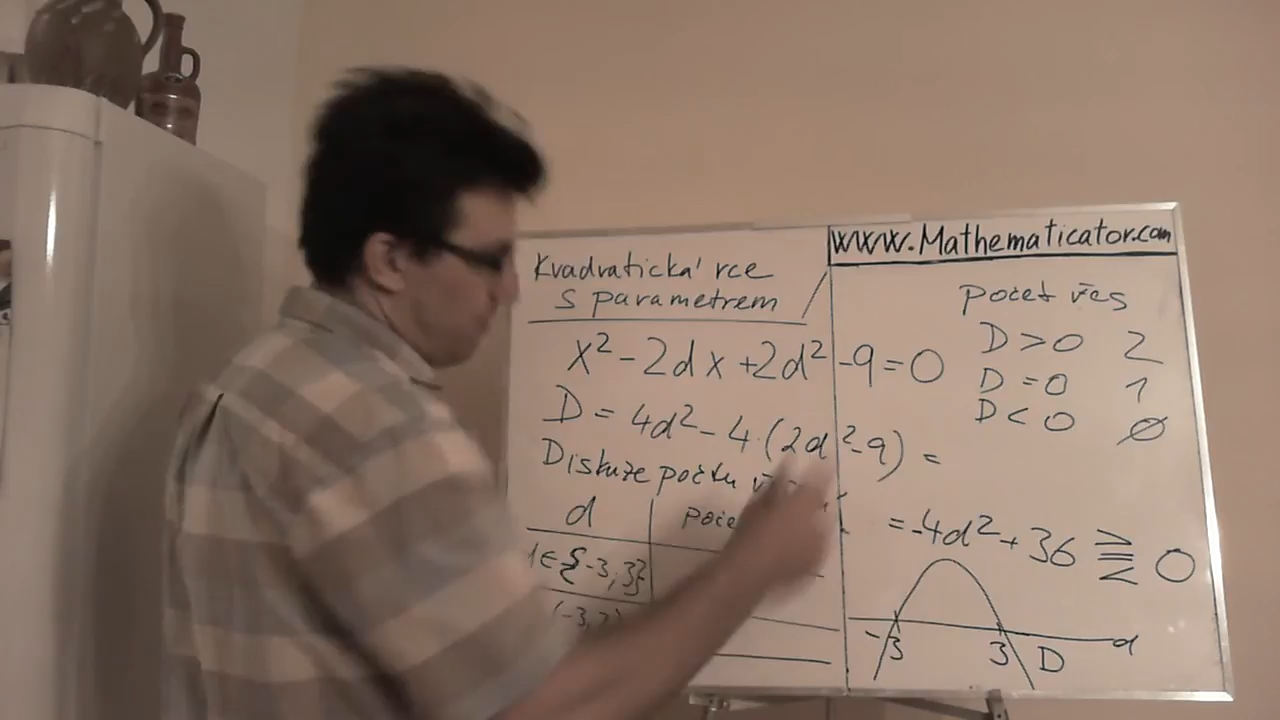 www.Mathematicator.com
Kvadratická rce
s parametrem
x² - 2dx + 2d² - 9 = 0
D = 4d² - 4·(2d² - 9) =
= -4d² + 36 ⪌ 0
Diskuze počtu
d
∈ {-3; 3}
(-3,
počet řeš
D > 0 2
D = 0 1
D < 0 ∅
-3 3 D d